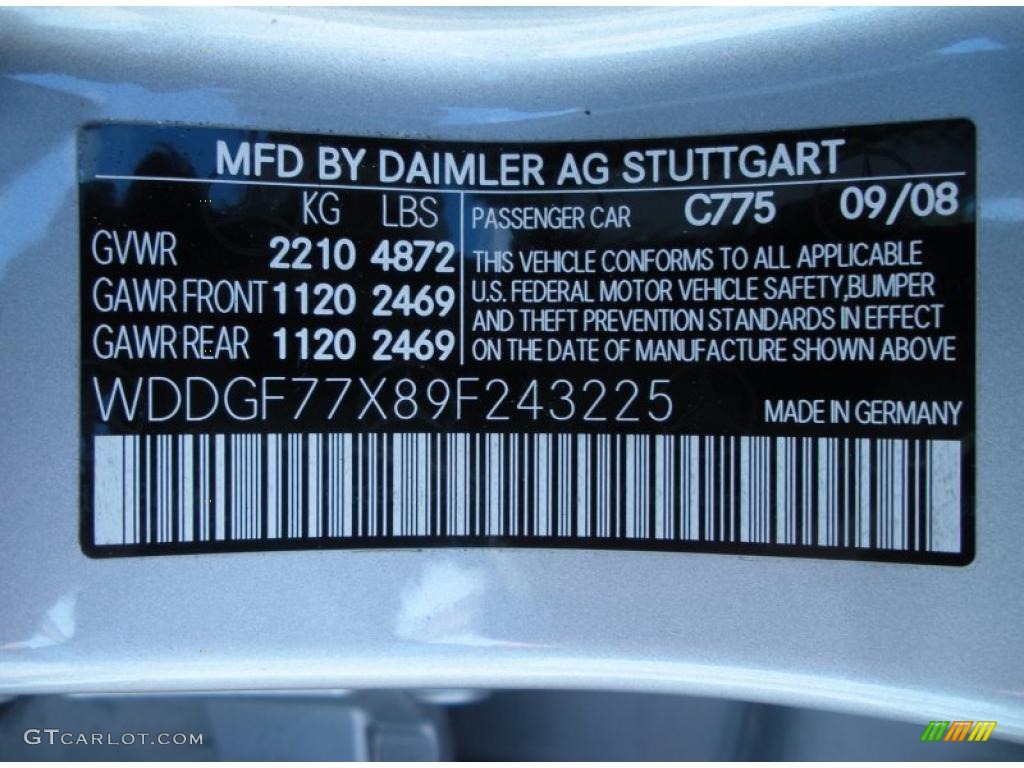 MFD BY DAIMLER AG STUTTGART
KG LBS
GVWR 2210 4872
GAWR FRONT 1120 2469
GAWR REAR 1120 2469
PASSENGER CAR C775 09/08
THIS VEHICLE CONFORMS TO ALL APPLICABLE
U.S. FEDERAL MOTOR VEHICLE SAFETY,BUMPER
AND THEFT PREVENTION STANDARDS IN EFFECT
ON THE DATE OF MANUFACTURE SHOWN ABOVE
WDDGF77X89F243225
MADE IN GERMANY
GTCARLOT.COM